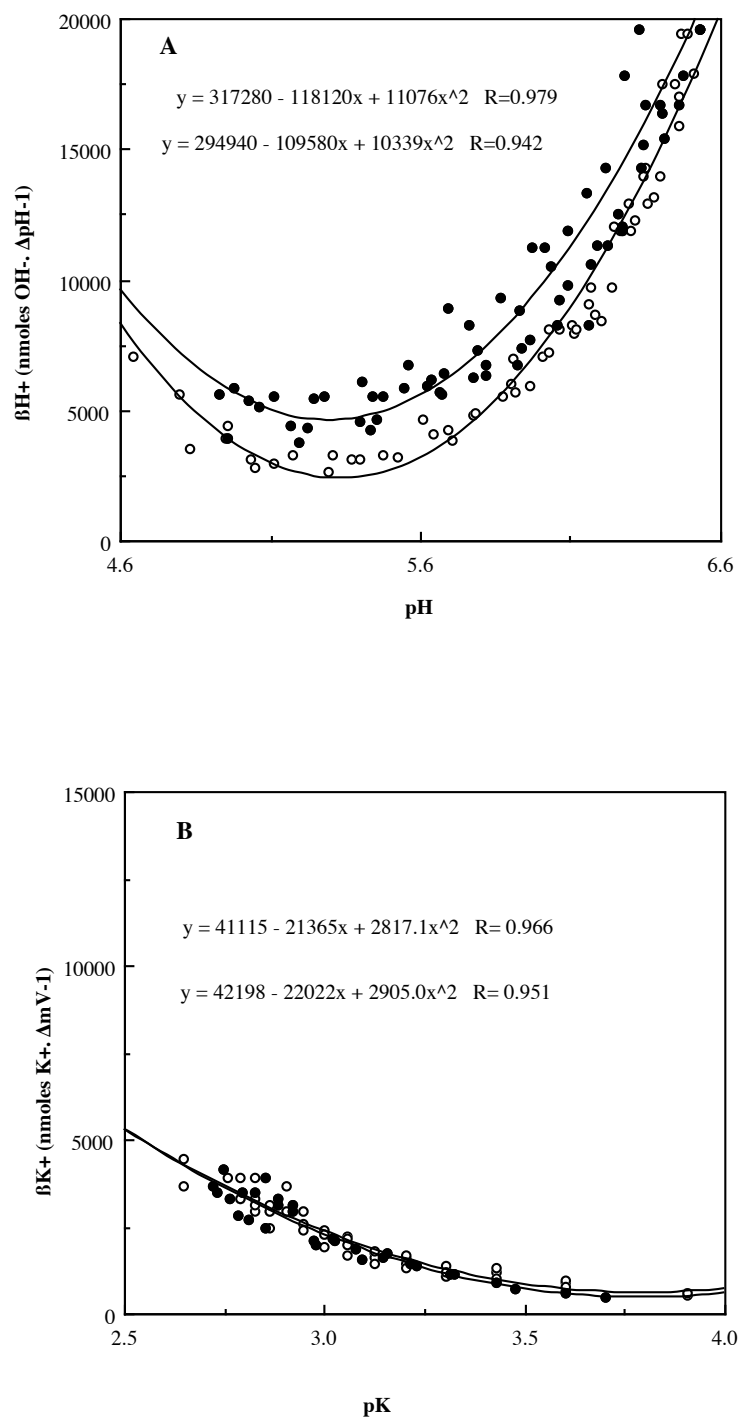 20000
A
y = 317280 - 118120x + 11076x^2 R=0.979
y = 294940 - 109580x + 10339x^2 R=0.942
15000
10000
5000
0
4.6 5.6 6.6
pH
ßH+ (nmoles OH-. ΔpH-1)
15000
B
y = 41115 - 21365x + 2817.1x^2 R= 0.966
10000
y = 42198 - 22022x + 2905.0x^2 R= 0.951
5000
0
2.5 3.0 3.5 4.0
pK
ßK+ (nmoles K+. ΔmV-1)